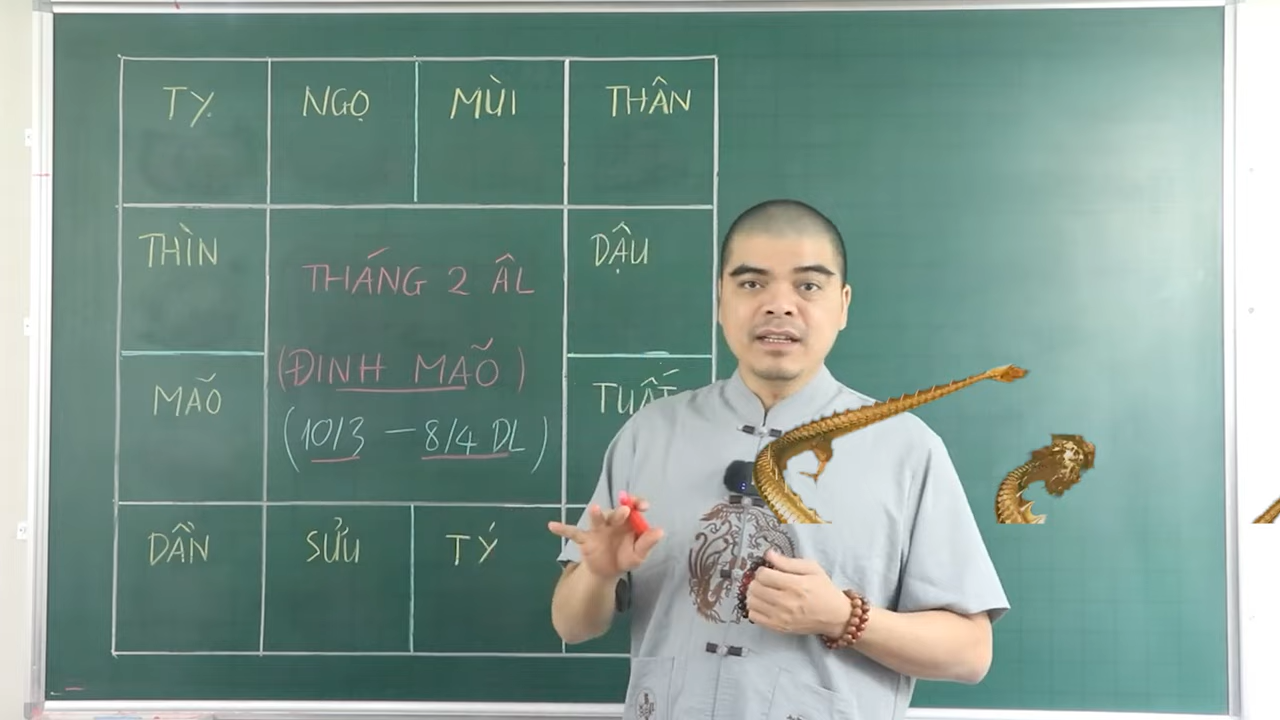 TỴ NGỌ MÙI THÂN
THÌN DẬU
THÁNG 2 ÂL
(ĐINH MÃO)
MÃO TUẤT
(10/3 - 8/4 DL)
DẦN SỬU TÝ